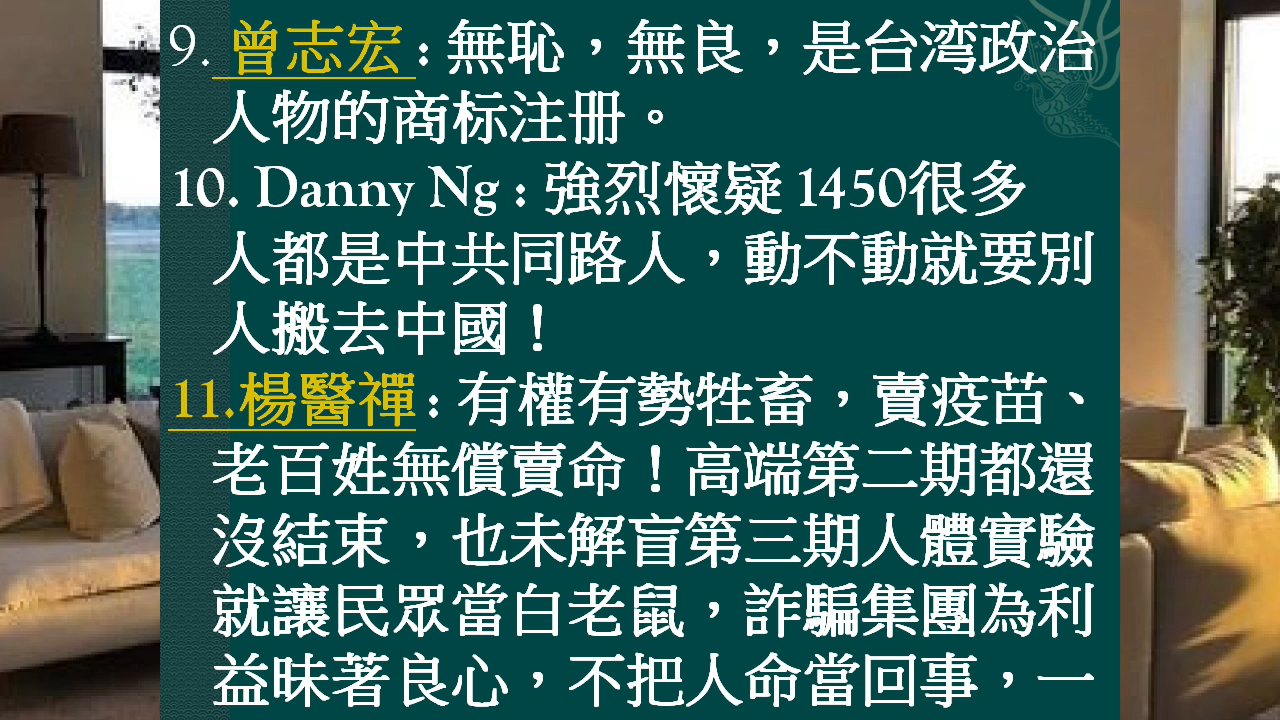 9. 曾志宏 : 無恥，無良，是台湾政治
人物的商标注册。
10. Danny Ng : 強烈懷疑 1450很多
人都是中共同路人，動不動就要別
人搬去中國！
11.楊醫禪 : 有權有勢牲畜，賣疫苗、
老百姓無償賣命！高端第二期都還
沒結束，也未解盲第三期人體實驗
就讓民眾當白老鼠，詐騙集團為利
益昧著良心，不把人命當回事，一